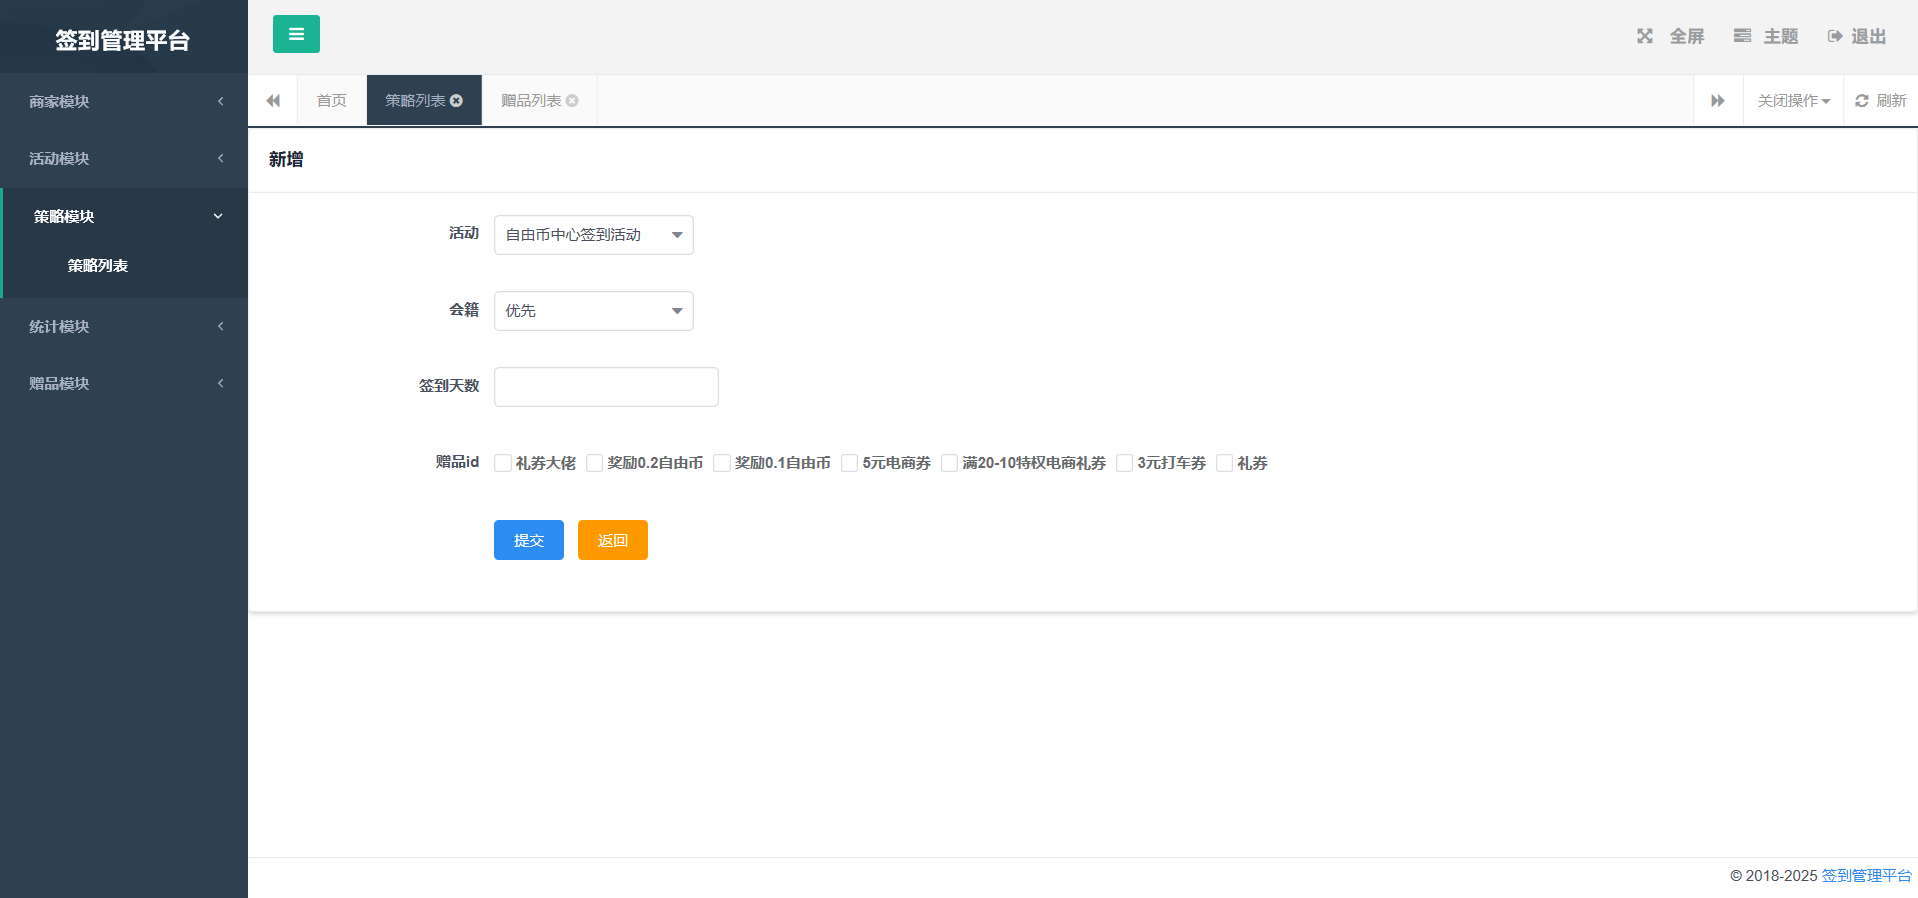 签到管理平台
全屏
主题
退出
商家模块
活动模块
策略模块
策略列表
统计模块
赠品模块
首页
策略列表
赠品列表
关闭操作
刷新
新增
活动
自由币中心签到活动
会籍
优先
签到天数
赠品id
礼券大佬
奖励0.2自由币
奖励0.1自由币
5元电商券
满20-10特权电商礼券
3元打车券
礼券
提交
返回
© 2018-2025 签到管理平台